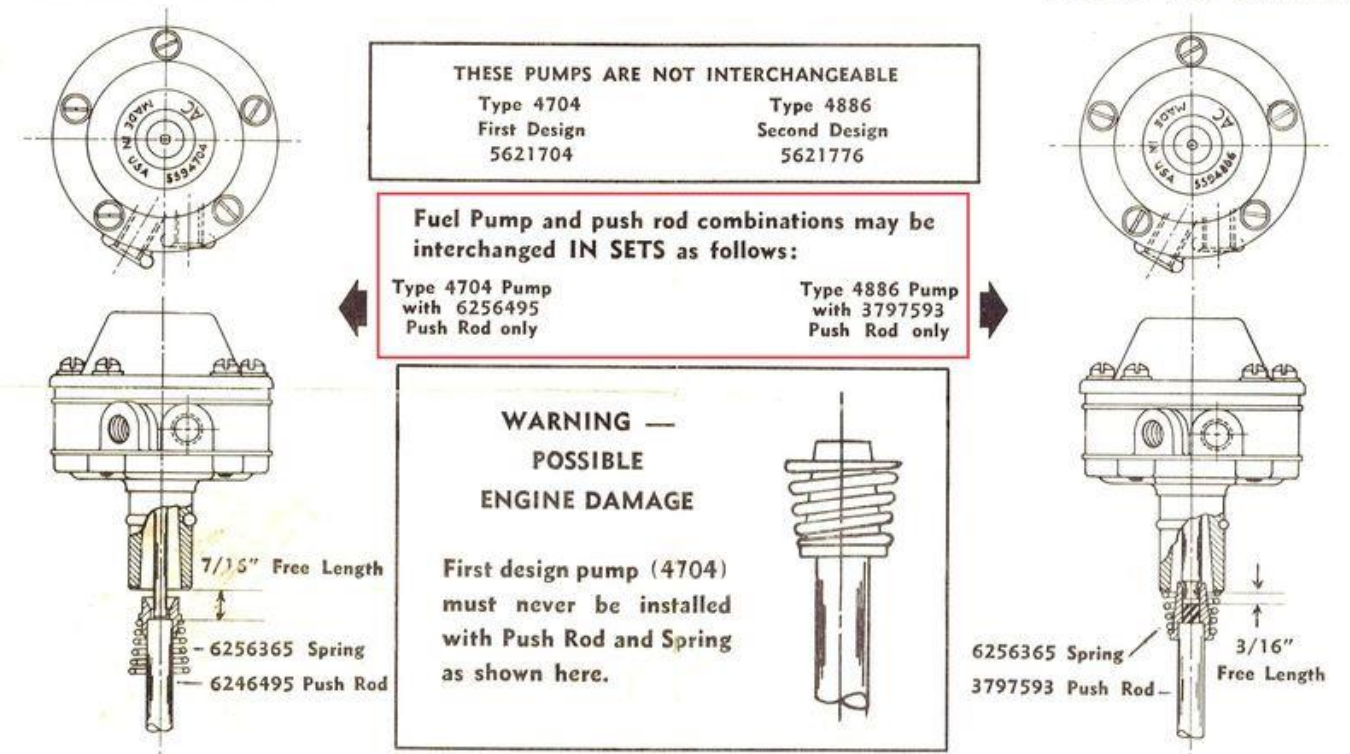 AC
MADE IN USA
5594704
THESE PUMPS ARE NOT INTERCHANGEABLE
Type 4704
First Design
5621704
Type 4886
Second Design
5621776
AC
MADE IN USA
5594886
Fuel Pump and push rod combinations may be
interchanged IN SETS as follows:
Type 4704 Pump
with 6256495
Push Rod only
Type 4886 Pump
with 3797593
Push Rod only
WARNING —
POSSIBLE
ENGINE DAMAGE
First design pump (4704)
must never be installed
with Push Rod and Spring
as shown here.
7/16" Free Length
6256365 Spring
6246495 Push Rod
6256365 Spring
3797593 Push Rod
3/16"
Free Length